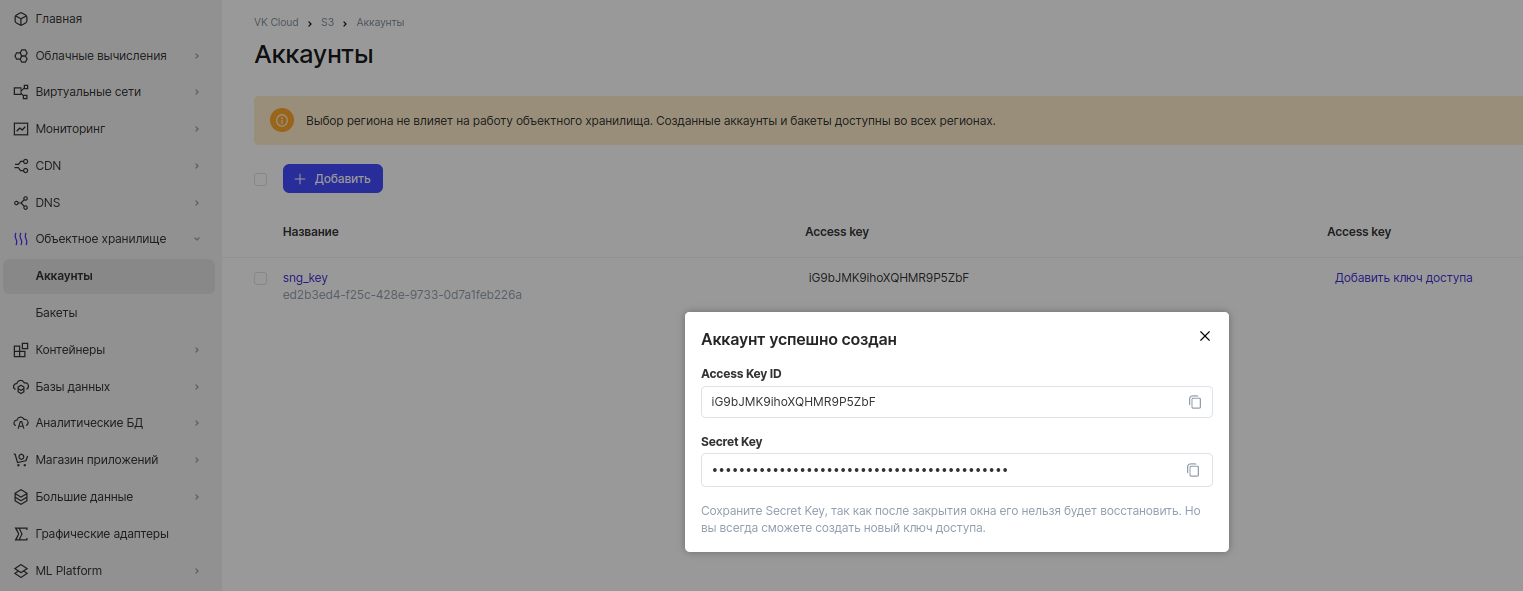 Главная
Облачные вычисления
Виртуальные сети
Мониторинг
CDN
DNS
Объектное хранилище
Аккаунты
Бакеты
Контейнеры
Базы данных
Аналитические БД
Магазин приложений
Большие данные
Графические адаптеры
ML Platform
VK Cloud > S3 > Аккаунты
Аккаунты
Выбор региона не влияет на работу объектного хранилища. Созданные аккаунты и бакеты доступны во всех регионах.
+ Добавить
Название Access key Access key
sng_key iG9bJMK9ihoXQHMR9P5ZbF Добавить ключ доступа
ed2b3ed4-f25c-428e-9733-0d7a1feb226a
Аккаунт успешно создан
Access Key ID
iG9bJMK9ihoXQHMR9P5ZbF
Secret Key
••••••••••••••••••••••••••••••••••••••••••••
Сохраните Secret Key, так как после закрытия окна его нельзя будет восстановить. Но
вы всегда сможете создать новый ключ доступа.